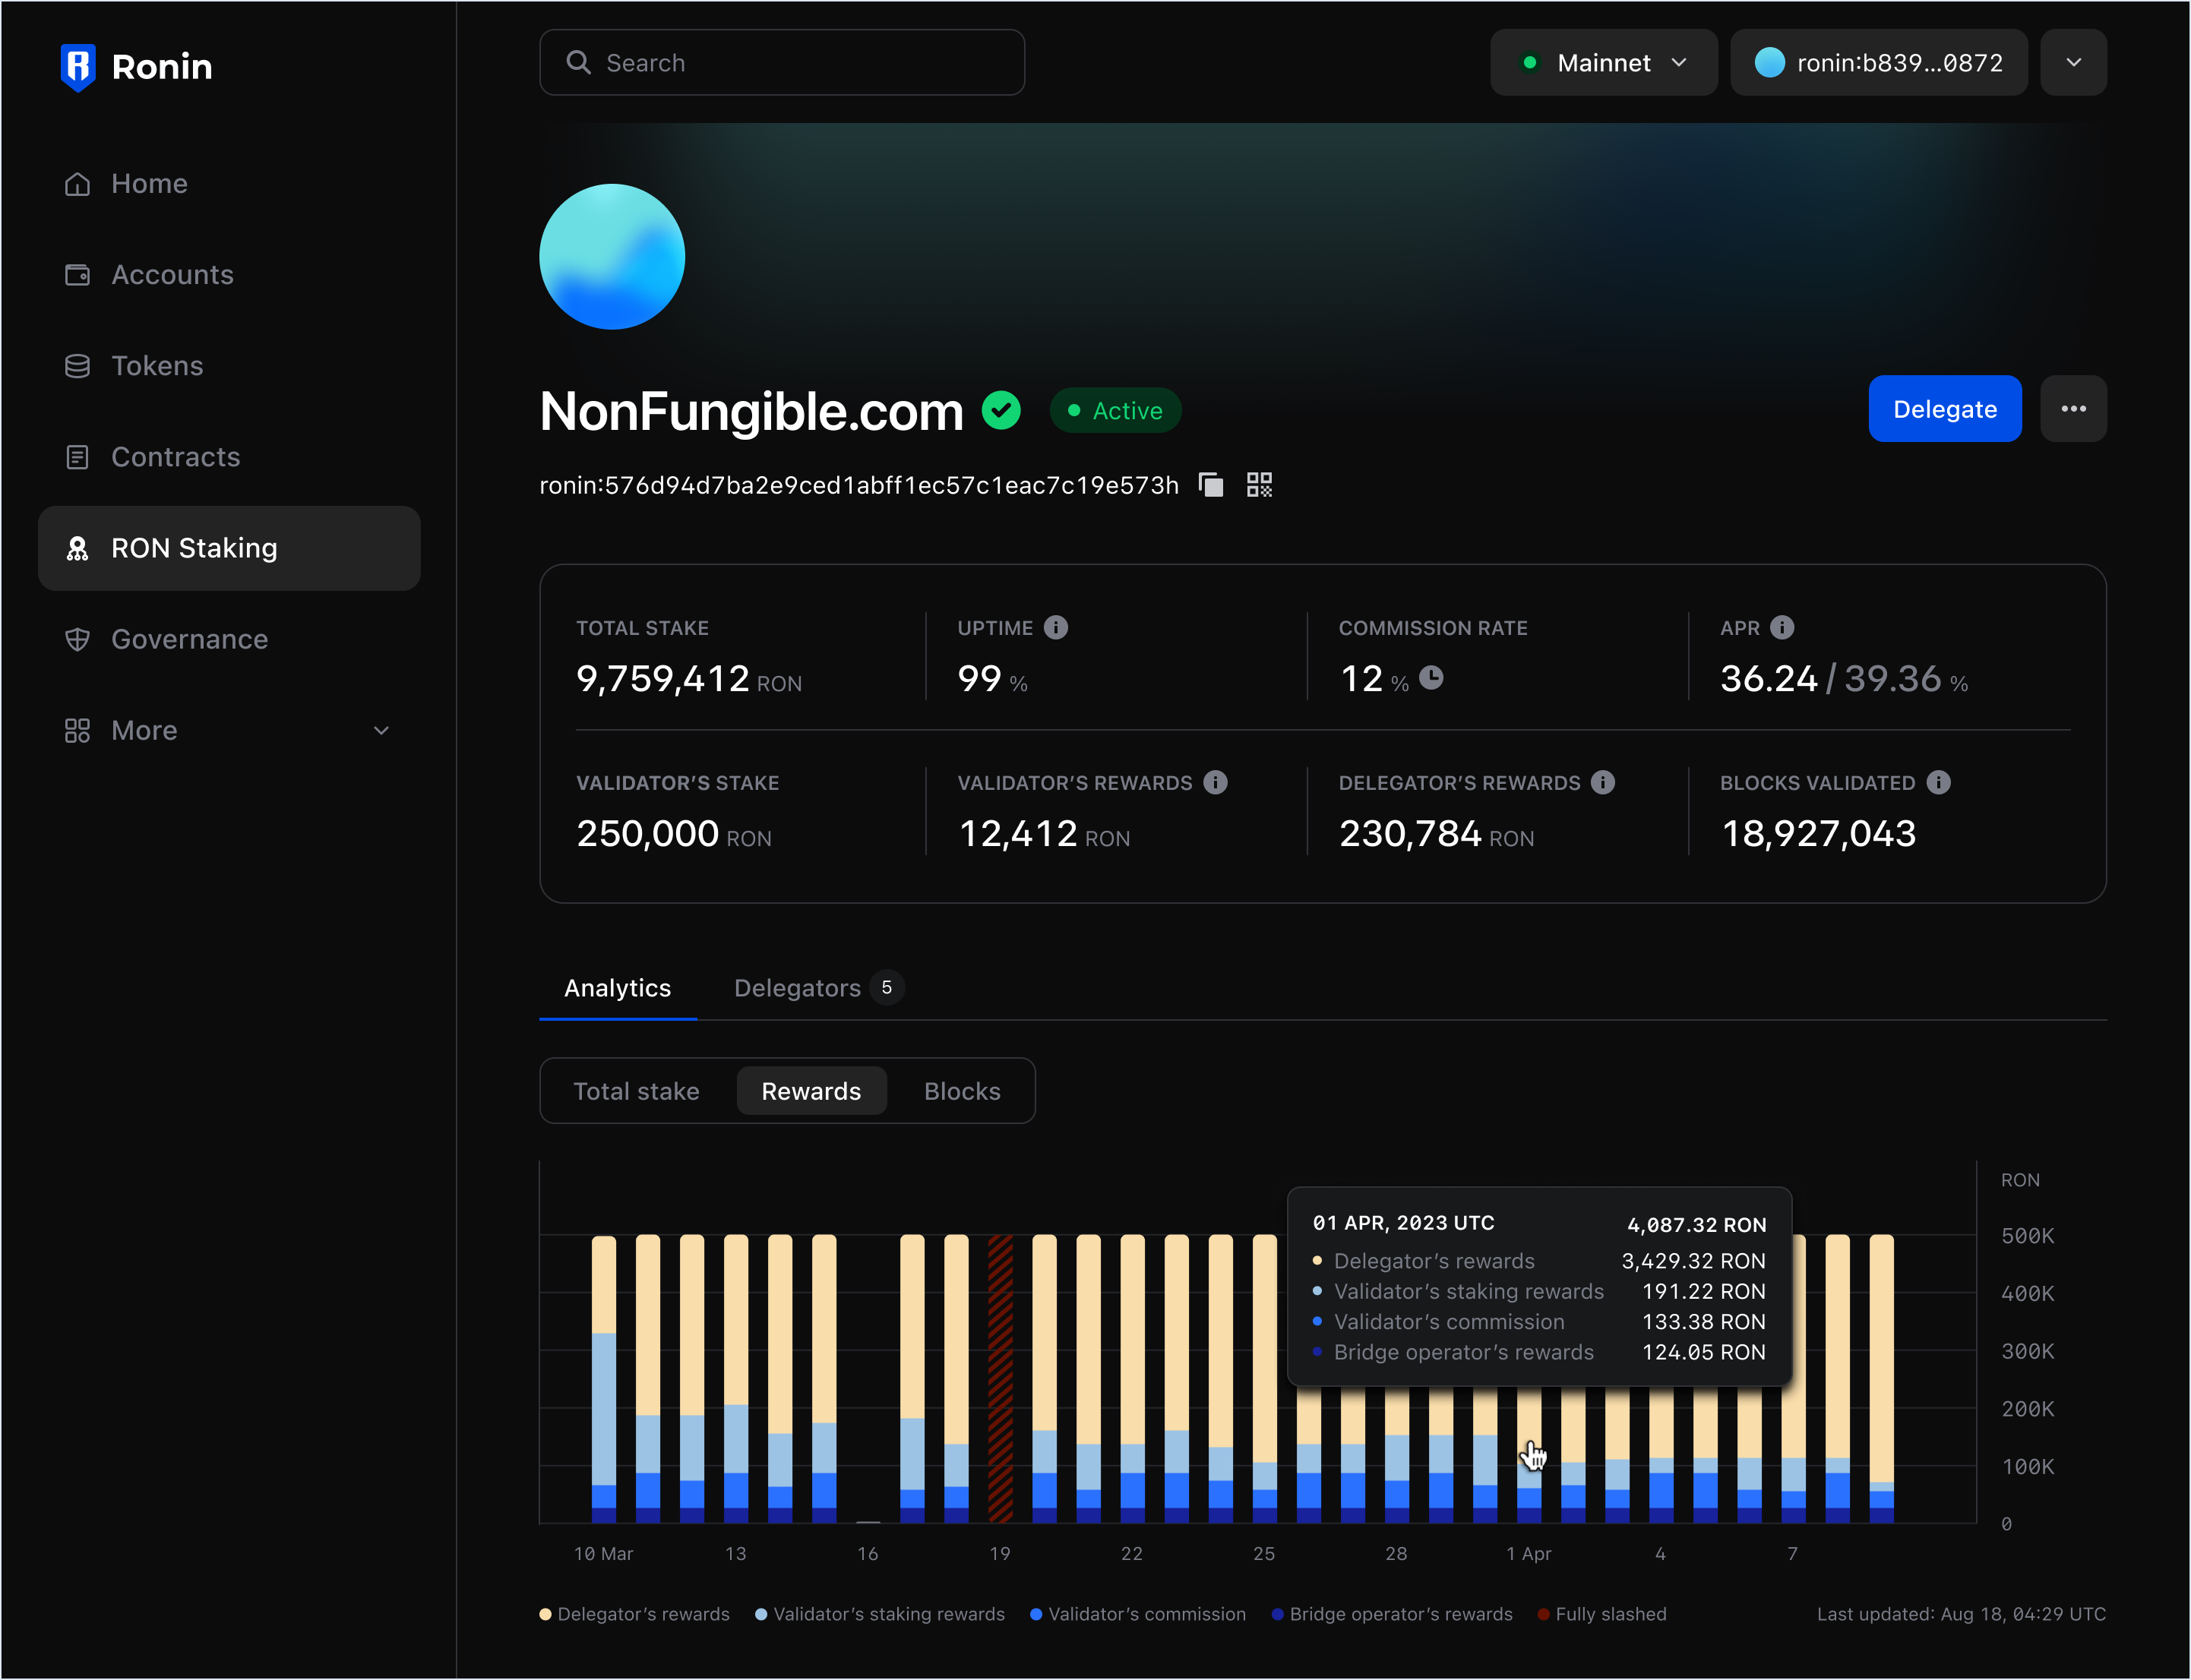 Ronin
Search
Mainnet
ronin:b839...0872
Home
Accounts
Tokens
Contracts
RON Staking
Governance
More
NonFungible.com
Active
Delegate
ronin:576d94d7ba2e9ced1abff1ec57c1eac7c19e573h
TOTAL STAKE
9,759,412 RON
UPTIME
99 %
COMMISSION RATE
12 %
APR
36.24 / 39.36 %
VALIDATOR’S STAKE
250,000 RON
VALIDATOR’S REWARDS
12,412 RON
DELEGATOR’S REWARDS
230,784 RON
BLOCKS VALIDATED
18,927,043
Analytics
Delegators 5
Total stake
Rewards
Blocks
RON
500K
400K
300K
200K
100K
0
01 APR, 2023 UTC 4,087.32 RON
Delegator’s rewards 3,429.32 RON
Validator’s staking rewards 191.22 RON
Validator’s commission 133.38 RON
Bridge operator’s rewards 124.05 RON
10 Mar 13 16 19 22 25 28 1 Apr 4 7
Delegator’s rewards Validator’s staking rewards Validator’s commission Bridge operator’s rewards Fully slashed
Last updated: Aug 18, 04:29 UTC